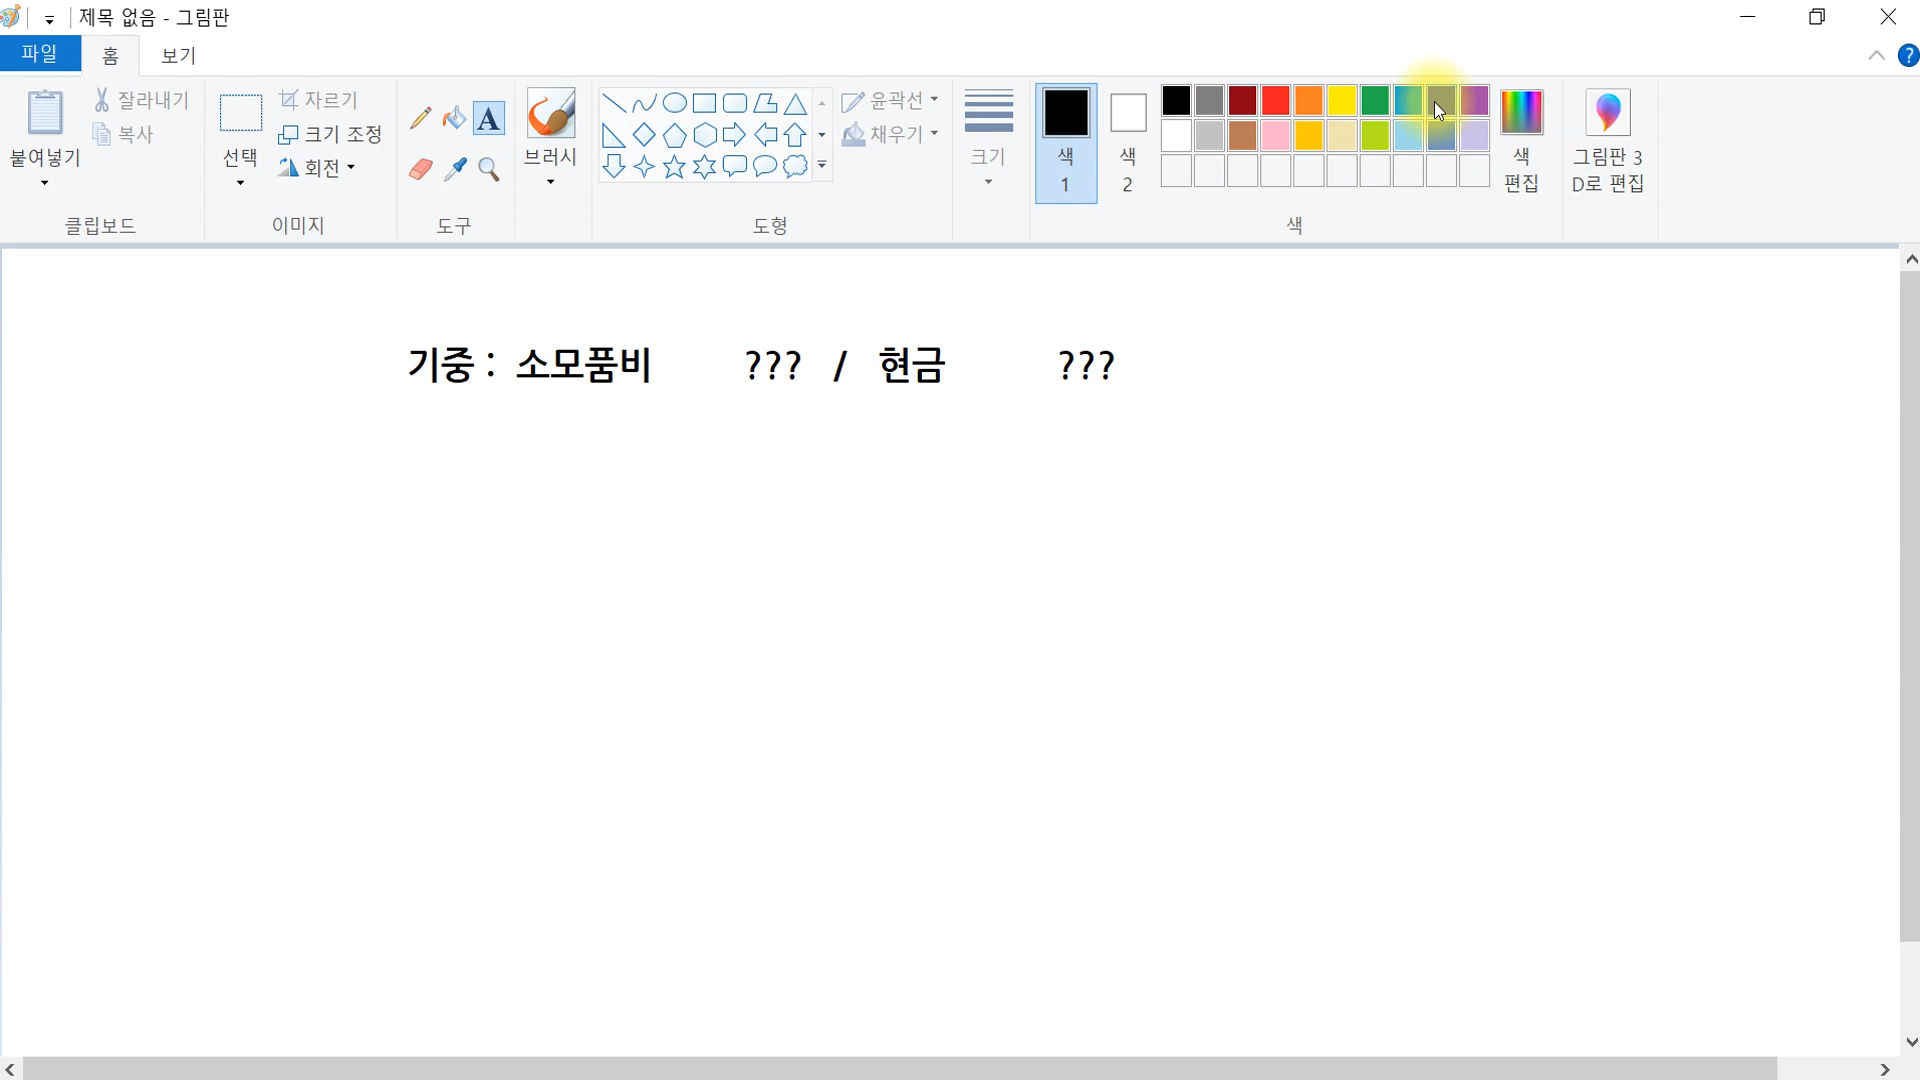 제목 없음 - 그림판
파일 홈 보기 ?
붙여넣기
잘라내기
복사
클립보드
선택
자르기
크기 조정
회전
이미지
A
도구
브러시
윤곽선
채우기
도형
크기
색
1
색
2
색
색
편집
그림판 3
D로 편집
기중 : 소모품비 ??? / 현금 ???